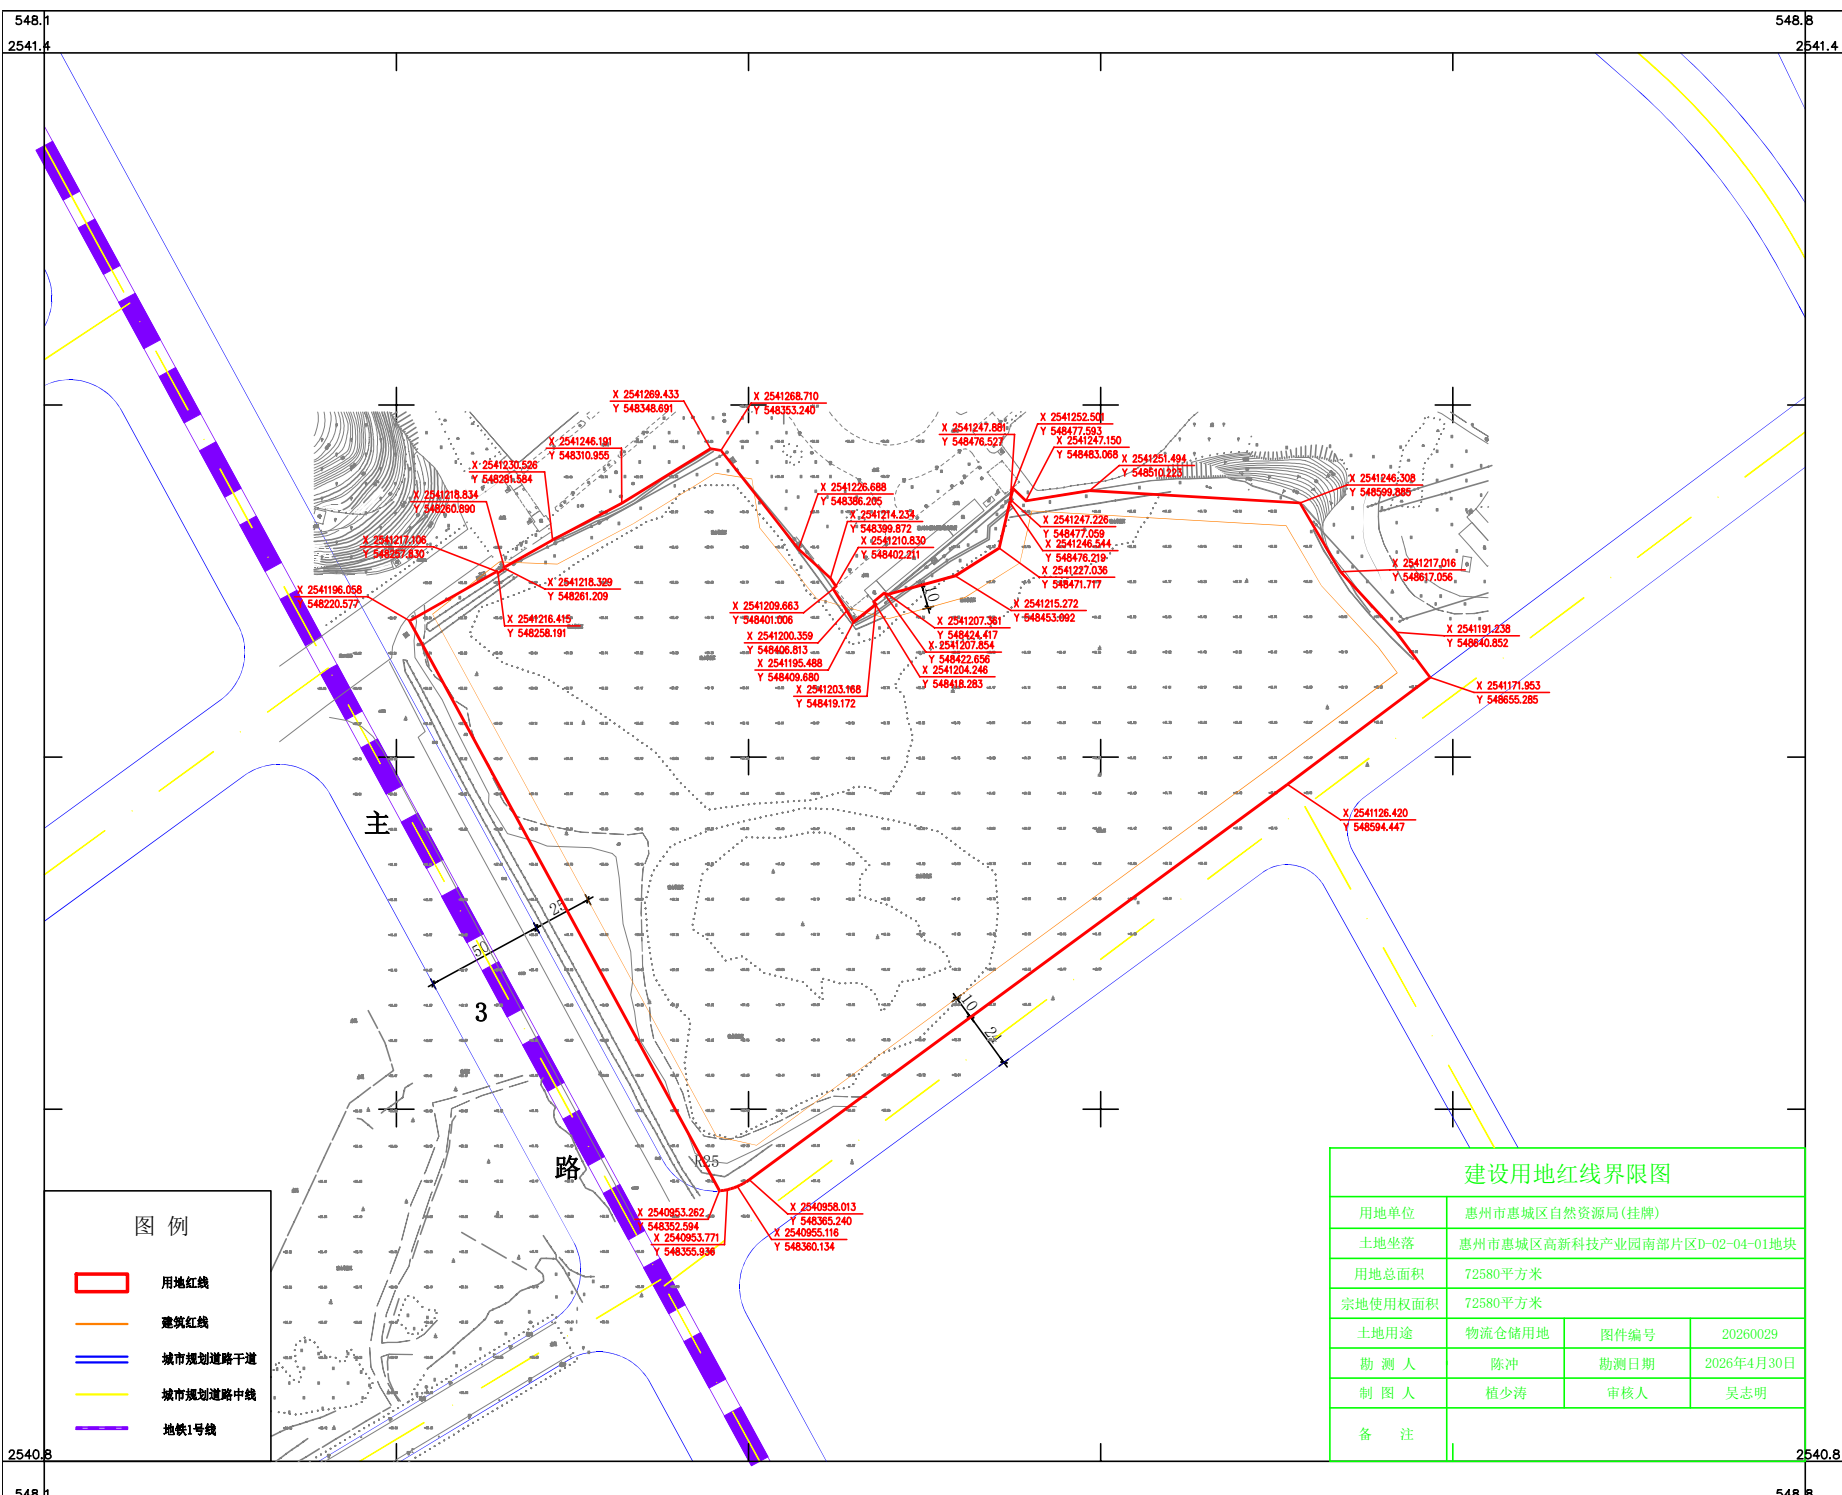 548.1
548.8
2541.4
2541.4
X 2541269.433
Y 548348.691
X 2541268.710
Y 548353.240
X 2541252.501
Y 548477.593
X 2541247.881
Y 548476.527
X 2541247.150
Y 548483.068
X 2541246.191
Y 548310.955
X 2541251.494
Y 548510.223
X 2541230.526
Y 548281.584
X 2541246.308
Y 548599.885
X 2541218.834
Y 548260.890
X 2541226.688
Y 548386.205
X 2541214.234
Y 548399.872
X 2541247.226
Y 548477.059
X 2541217.106
Y 548257.830
X 2541210.830
Y 548402.211
X 2541246.544
Y 548476.219
X 2541217.016
Y 548617.056
X 2541227.036
Y 548471.717
X 2541196.058
Y 548220.577
X 2541218.329
Y 548261.209
X 2541209.663
Y 548401.006
10
X 2541215.272
Y 548453.092
X 2541216.415
Y 548258.191
X 2541207.361
Y 548424.417
X 2541191.238
Y 548640.852
X 2541200.359
Y 548406.813
X 2541207.854
Y 548422.656
X 2541195.488
Y 548409.680
X 2541204.246
Y 548418.283
X 2541203.168
Y 548419.172
X 2541171.953
Y 548655.285
X 2541126.420
Y 548594.447
主
25
50
3
10
24
R25
路
X 2540953.262
Y 548352.594
X 2540958.013
Y 548365.240
X 2540953.771
Y 548355.936
X 2540955.116
Y 548360.134
图 例
用地红线
建筑红线
城市规划道路干道
城市规划道路中线
地铁1号线
建设用地红线界限图
用地单位 惠州市惠城区自然资源局(挂牌)
土地坐落 惠州市惠城区高新科技产业园南部片区D-02-04-01地块
用地总面积 72580平方米
宗地使用权面积 72580平方米
土地用途 物流仓储用地 图件编号 20260029
勘 测 人 陈冲 勘测日期 2026年4月30日
制 图 人 植少涛 审核人 吴志明
备 注
2540.8
2540.8
548.1
548.8